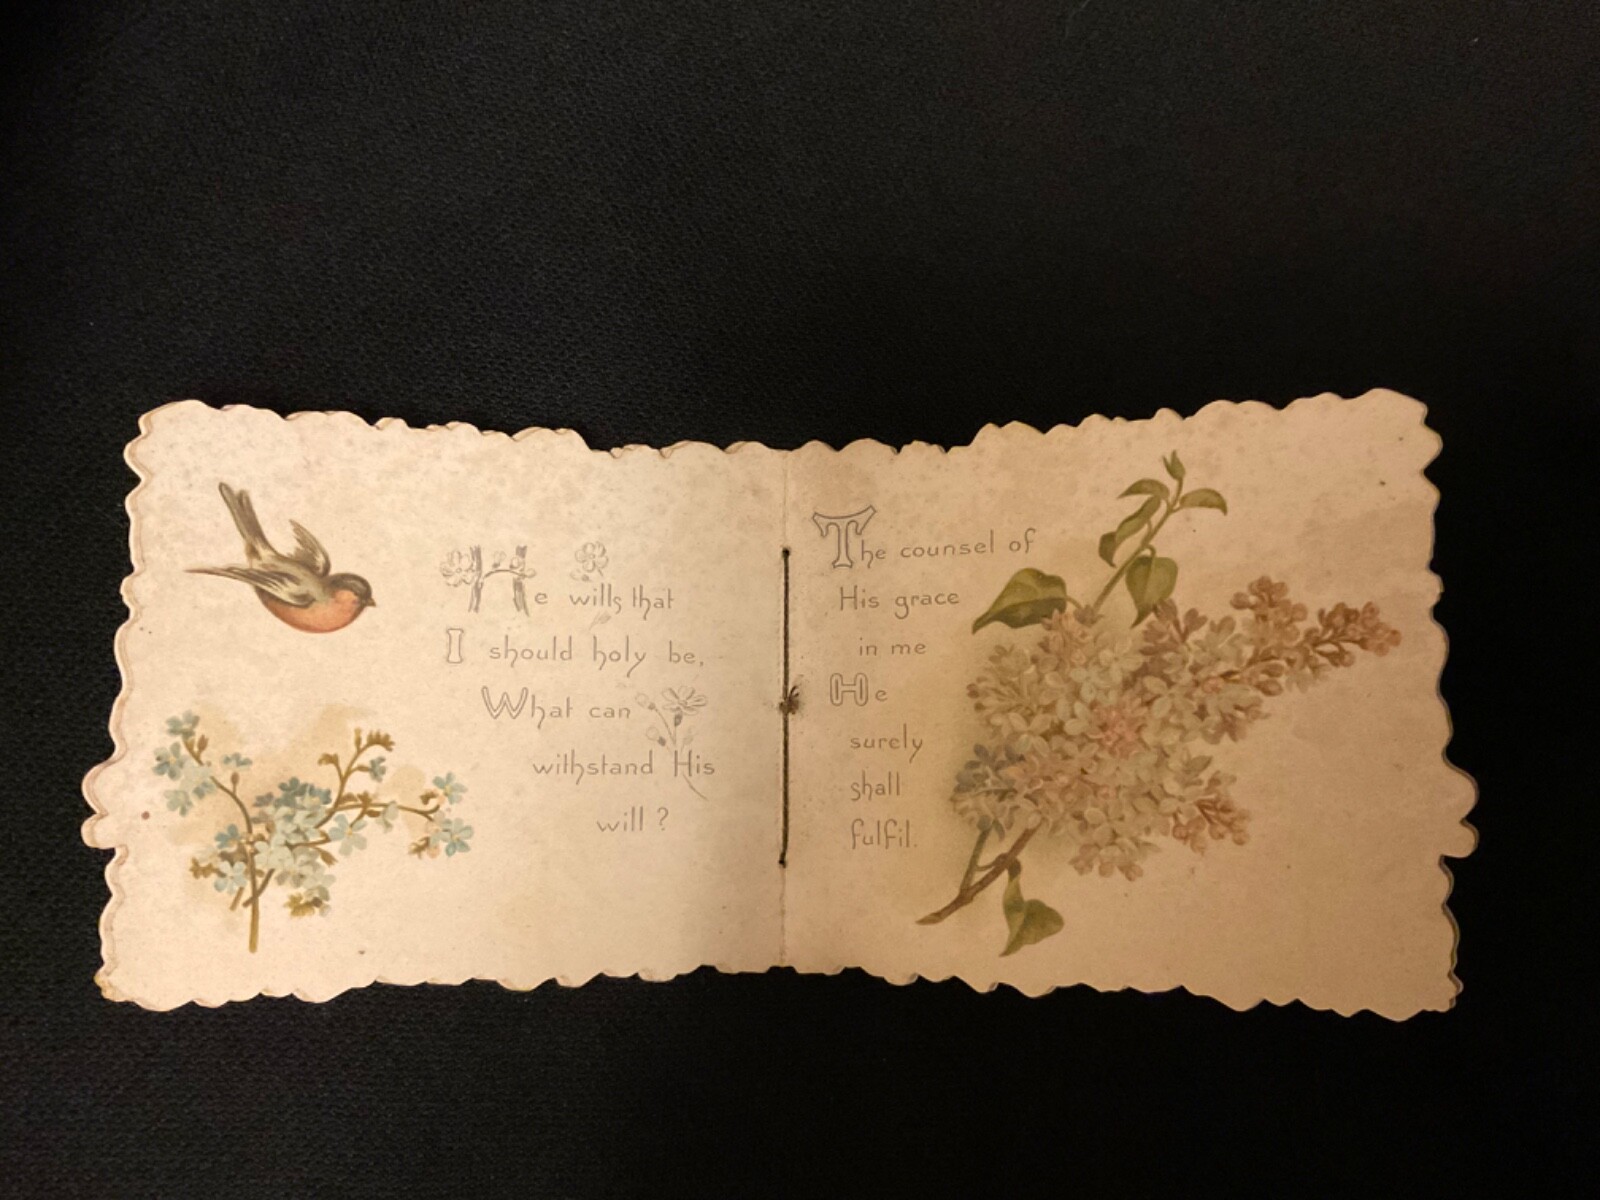 He wills that
I should holy be,
What can
withstand His
will?
The counsel of
His grace
in me
He
surely
shall
fulfil.